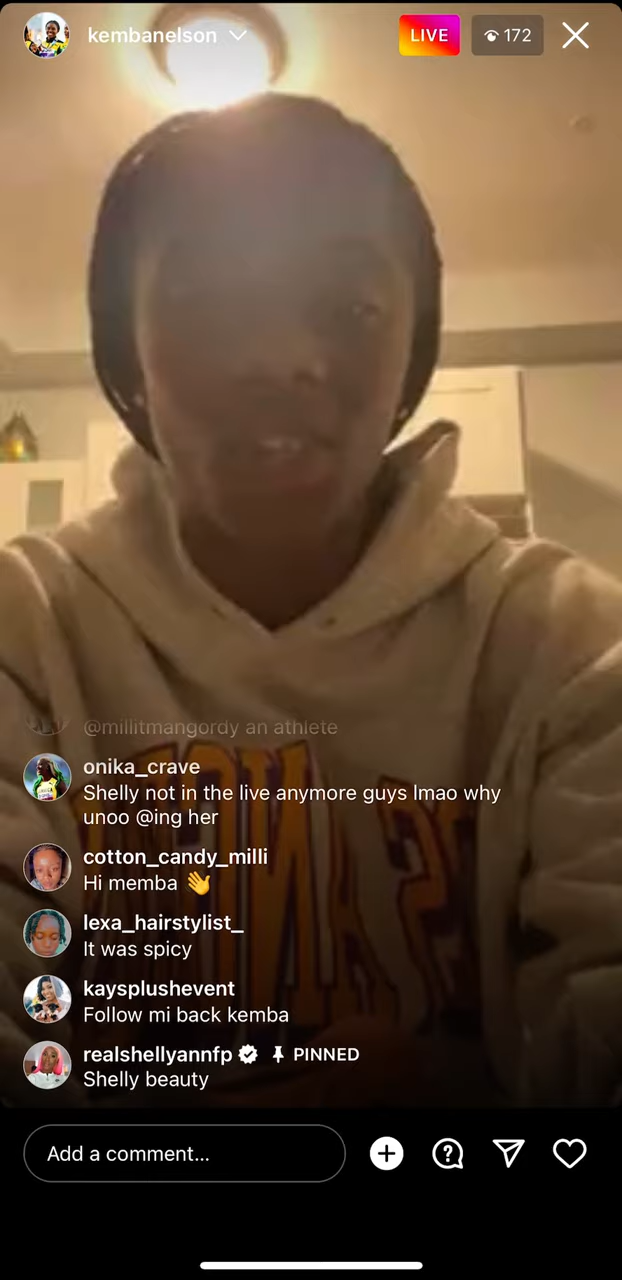 kembanelson
LIVE
172
@millitmangordy an athlete
onika_crave
Shelly not in the live anymore guys lmao why
unoo @ing her
cotton_candy_milli
Hi memba 👋
lexa_hairstylist_
It was spicy
kaysplushevent
Follow mi back kemba
realshellyannfp PINNED
Shelly beauty
Add a comment...